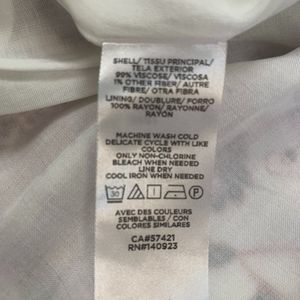 SHELL/ TISSU PRINCIPAL/
TELA EXTERIOR
99% VISCOSE/ VISCOSA
1% OTHER FIBER/ AUTRE
FIBRE/ OTRA FIBRA
LINING/ DOUBLURE/ FORRO
100% RAYON/ RAYONNE/
RAYÓN
MACHINE WASH COLD
DELICATE CYCLE WITH LIKE
COLORS
ONLY NON-CHLORINE
BLEACH WHEN NEEDED
LINE DRY
COOL IRON WHEN NEEDED
30 P
AVEC DES COULEURS
SEMBLABLES / CON
COLORES SIMILARES
CA#57421
RN#140923